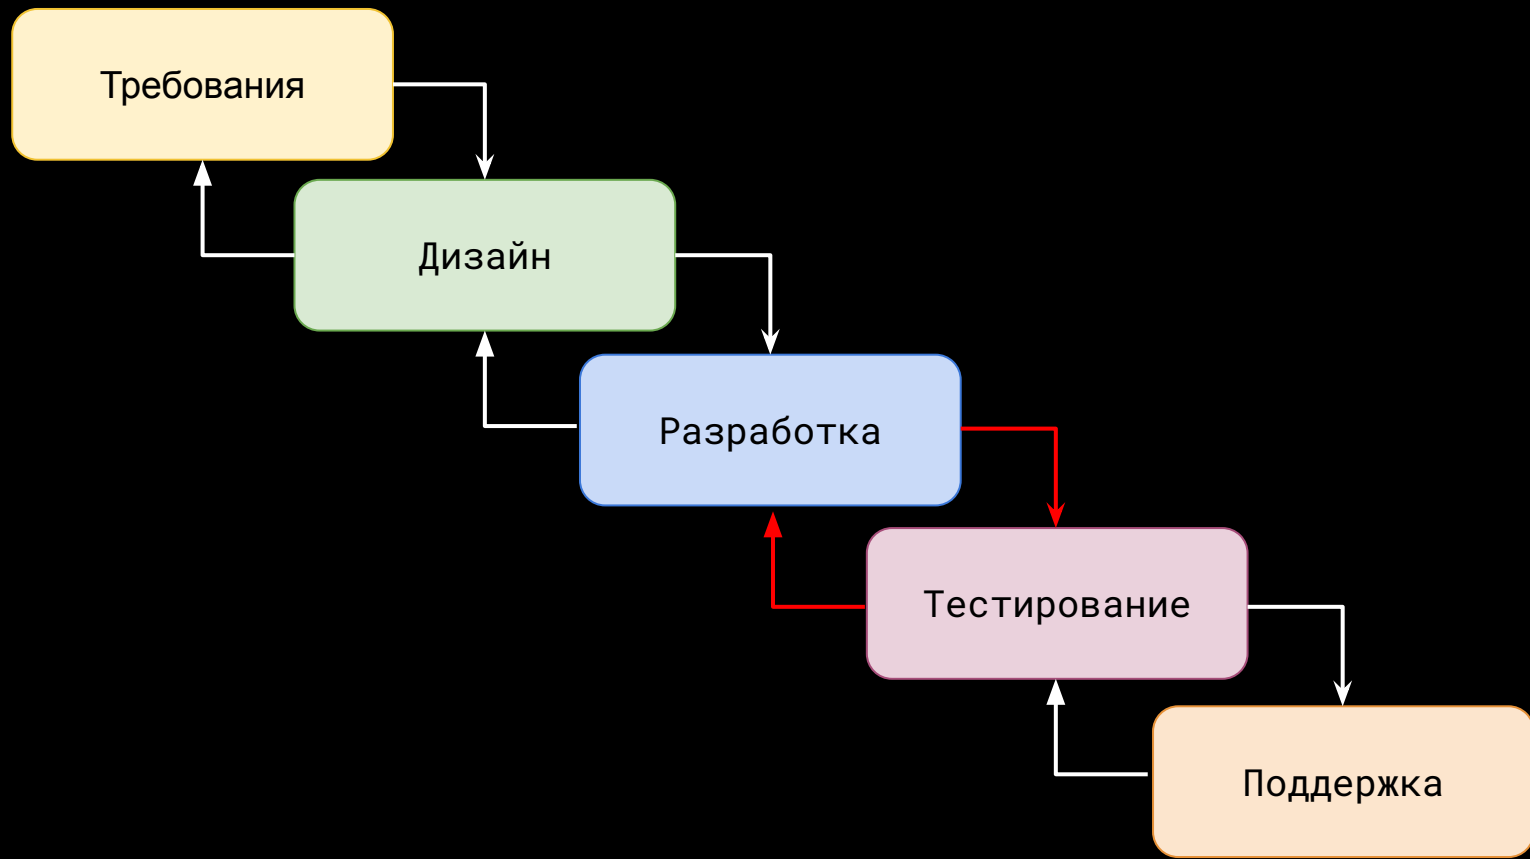 Требования
Дизайн
Разработка
Тестирование
Поддержка